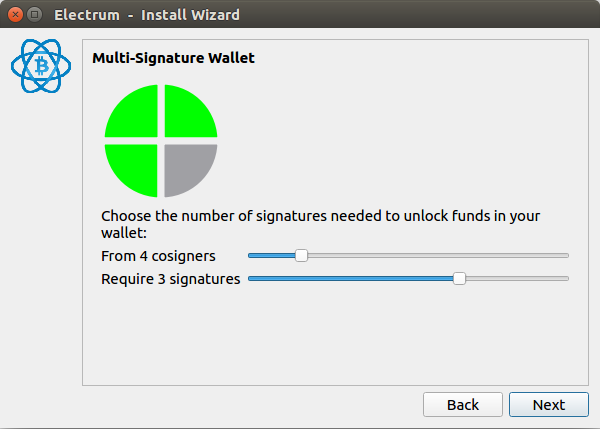 Electrum - Install Wizard
Multi-Signature Wallet
Choose the number of signatures needed to unlock funds in your
wallet:
From 4 cosigners
Require 3 signatures
Back
Next